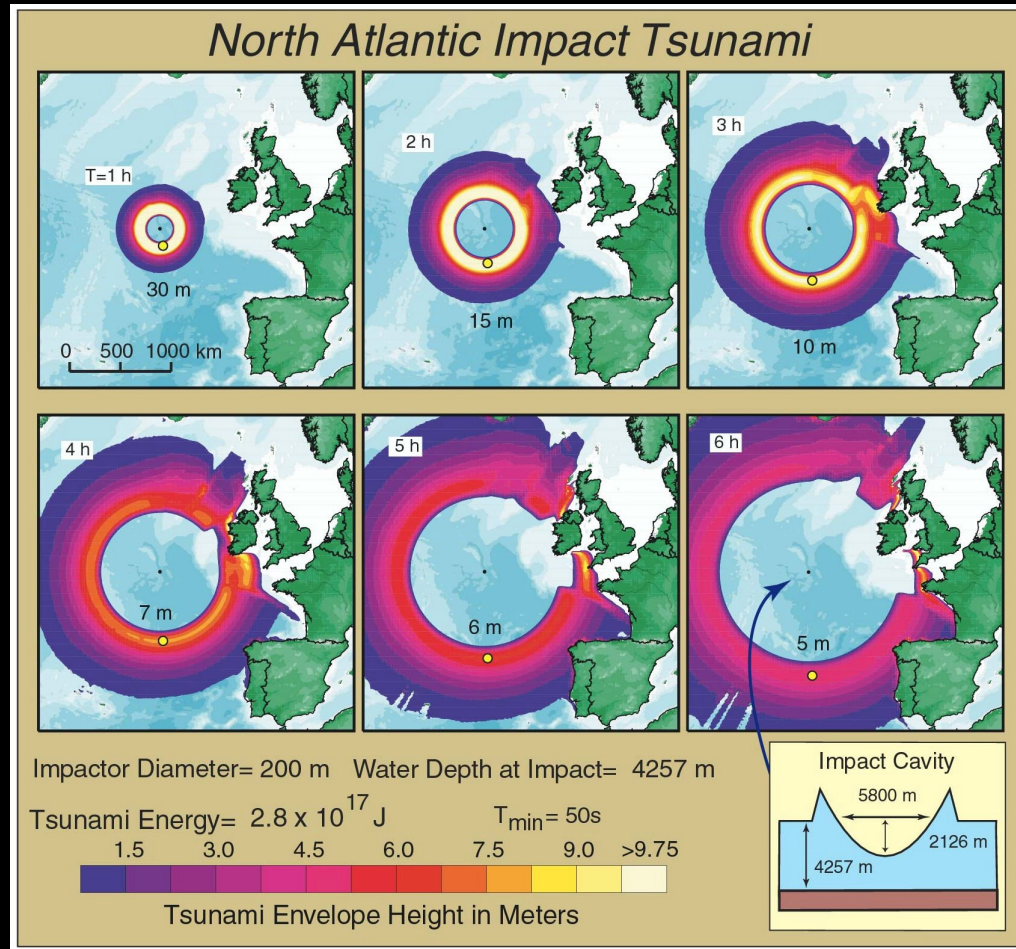 North Atlantic Impact Tsunami
T=1 h
30 m
0 500 1000 km
2 h
15 m
3 h
10 m
4 h
7 m
5 h
6 m
6 h
5 m
Impactor Diameter= 200 m Water Depth at Impact= 4257 m
Tsunami Energy= 2.8 x 10^17 J T_min= 50s
1.5 3.0 4.5 6.0 7.5 9.0 >9.75
Tsunami Envelope Height in Meters
Impact Cavity
5800 m
2126 m
4257 m